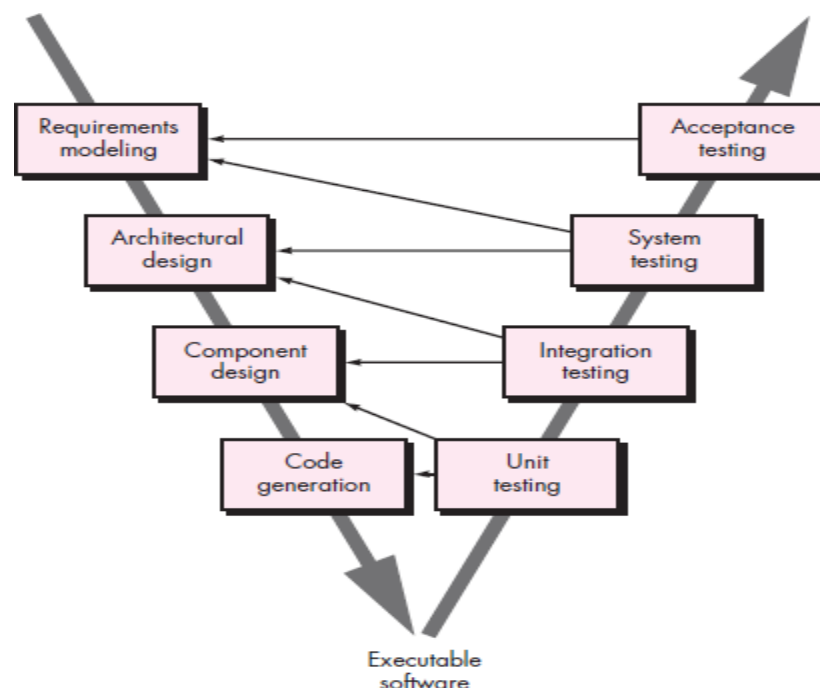 Requirements
modeling
Acceptance
testing
Architectural
design
System
testing
Component
design
Integration
testing
Code
generation
Unit
testing
Executable
software